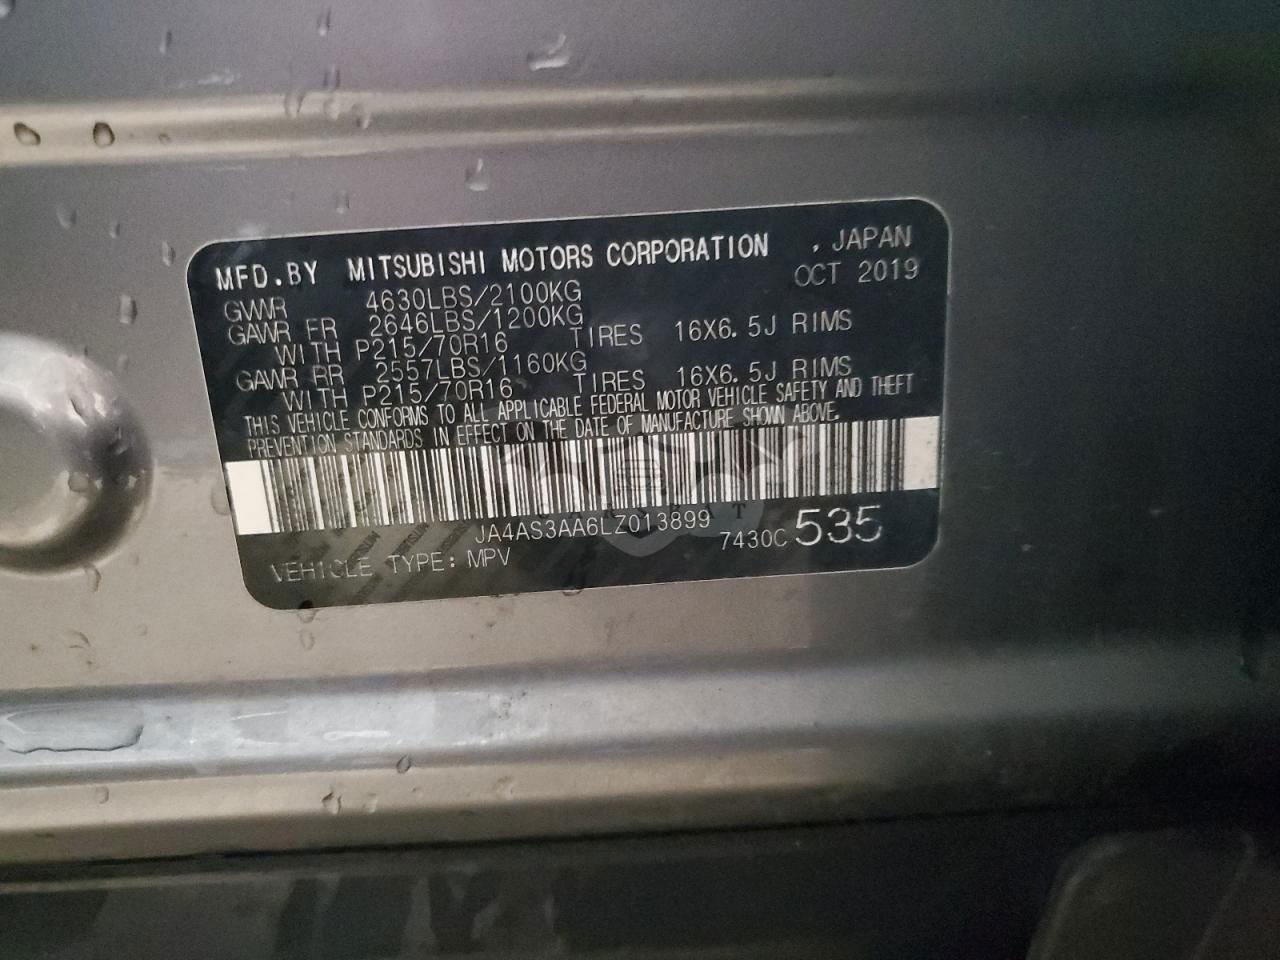 MFD.BY MITSUBISHI MOTORS CORPORATION , JAPAN
GVWR 4630LBS/2100KG OCT 2019
GAWR FR 2646LBS/1200KG
WITH P215/70R16 TIRES 16X6.5J RIMS
GAWR RR 2557LBS/1160KG
WITH P215/70R16 TIRES 16X6.5J RIMS
THIS VEHICLE CONFORMS TO ALL APPLICABLE FEDERAL MOTOR VEHICLE SAFETY AND THEFT
PREVENTION STANDARDS IN EFFECT ON THE DATE OF MANUFACTURE SHOWN ABOVE.
JA4AS3AA6LZ013899
VEHICLE TYPE: MPV 7430C 535